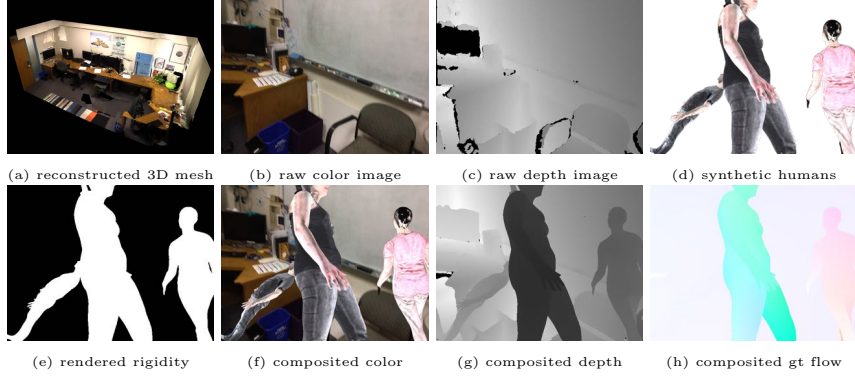 (a) reconstructed 3D mesh
(b) raw color image
(c) raw depth image
(d) synthetic humans
(e) rendered rigidity
(f) composited color
(g) composited depth
(h) composited gt flow